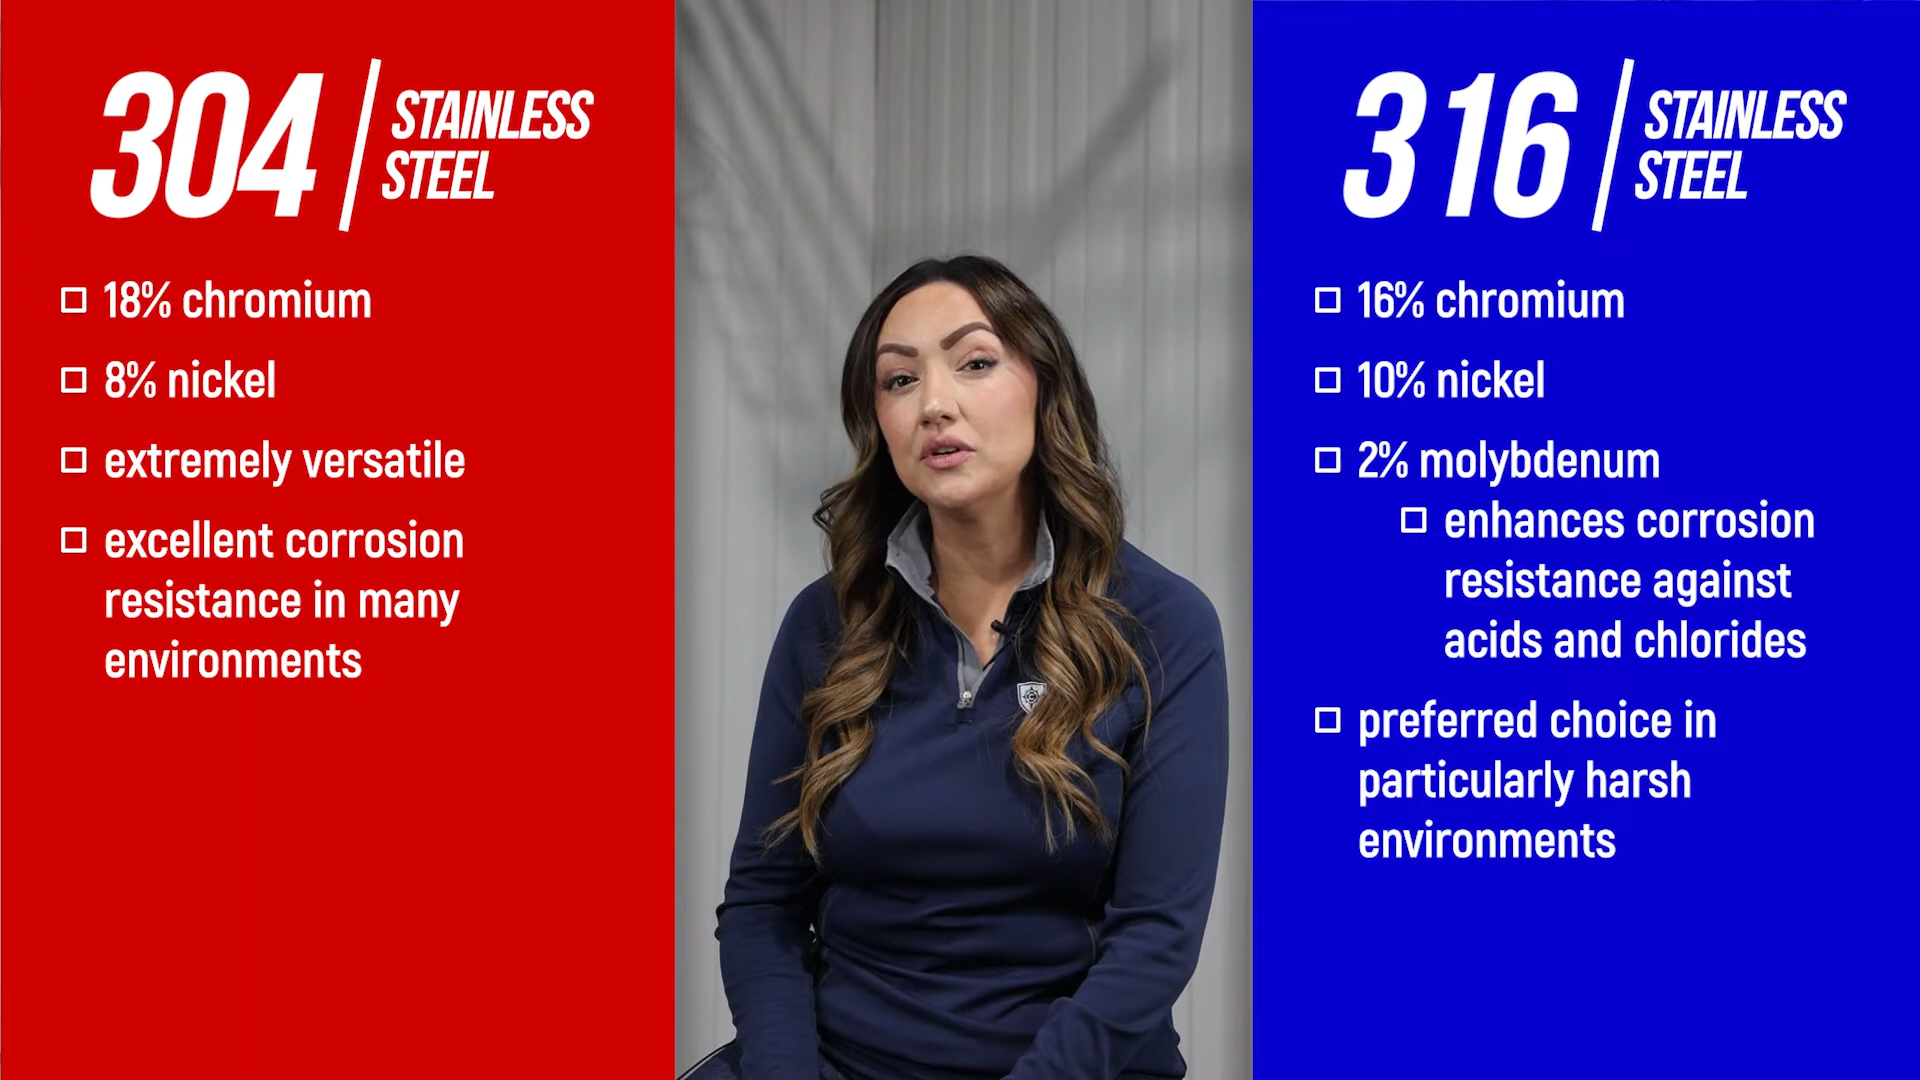 304 STAINLESS
STEEL
18% chromium
8% nickel
extremely versatile
excellent corrosion
resistance in many
environments
316 STAINLESS
STEEL
16% chromium
10% nickel
2% molybdenum
enhances corrosion
resistance against
acids and chlorides
preferred choice in
particularly harsh
environments